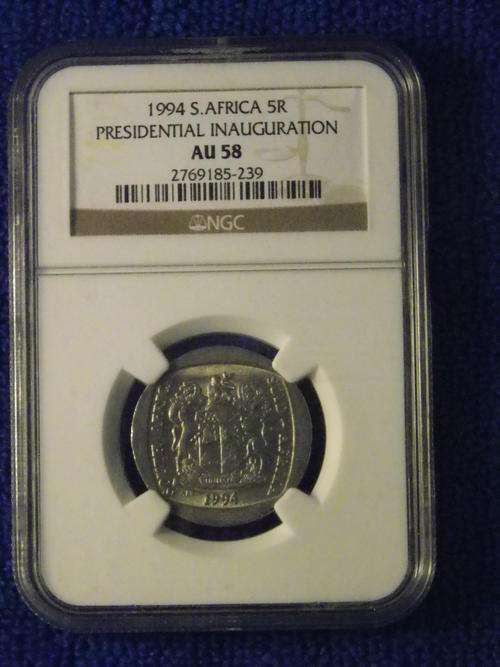 1994 S.AFRICA 5R
PRESIDENTIAL INAUGURATION
AU 58
2769185-239
NGC
1994